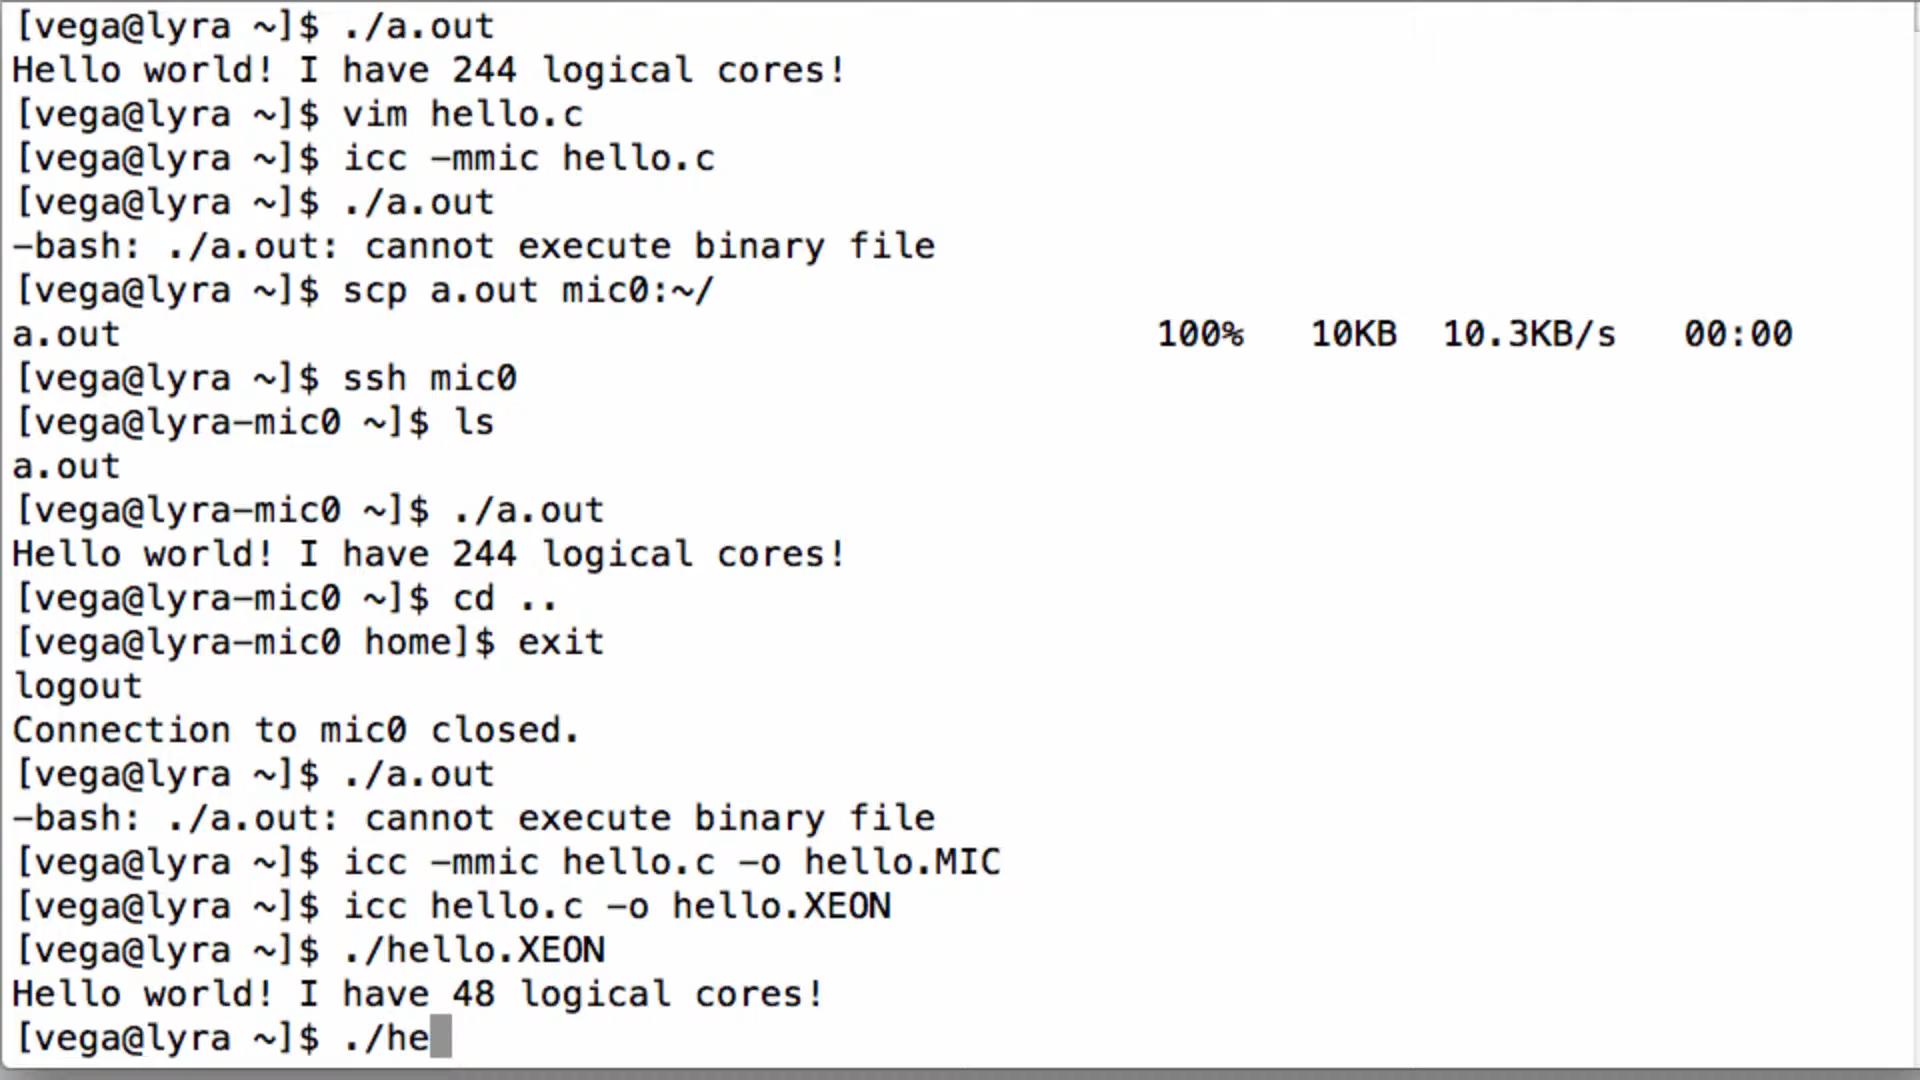 [vega@lyra ~]$ ./a.out
Hello world! I have 244 logical cores!
[vega@lyra ~]$ vim hello.c
[vega@lyra ~]$ icc -mmic hello.c
[vega@lyra ~]$ ./a.out
-bash: ./a.out: cannot execute binary file
[vega@lyra ~]$ scp a.out mic0:~/
a.out 100% 10KB 10.3KB/s 00:00
[vega@lyra ~]$ ssh mic0
[vega@lyra-mic0 ~]$ ls
a.out
[vega@lyra-mic0 ~]$ ./a.out
Hello world! I have 244 logical cores!
[vega@lyra-mic0 ~]$ cd ..
[vega@lyra-mic0 home]$ exit
logout
Connection to mic0 closed.
[vega@lyra ~]$ ./a.out
-bash: ./a.out: cannot execute binary file
[vega@lyra ~]$ icc -mmic hello.c -o hello.MIC
[vega@lyra ~]$ icc hello.c -o hello.XEON
[vega@lyra ~]$ ./hello.XEON
Hello world! I have 48 logical cores!
[vega@lyra ~]$ ./he